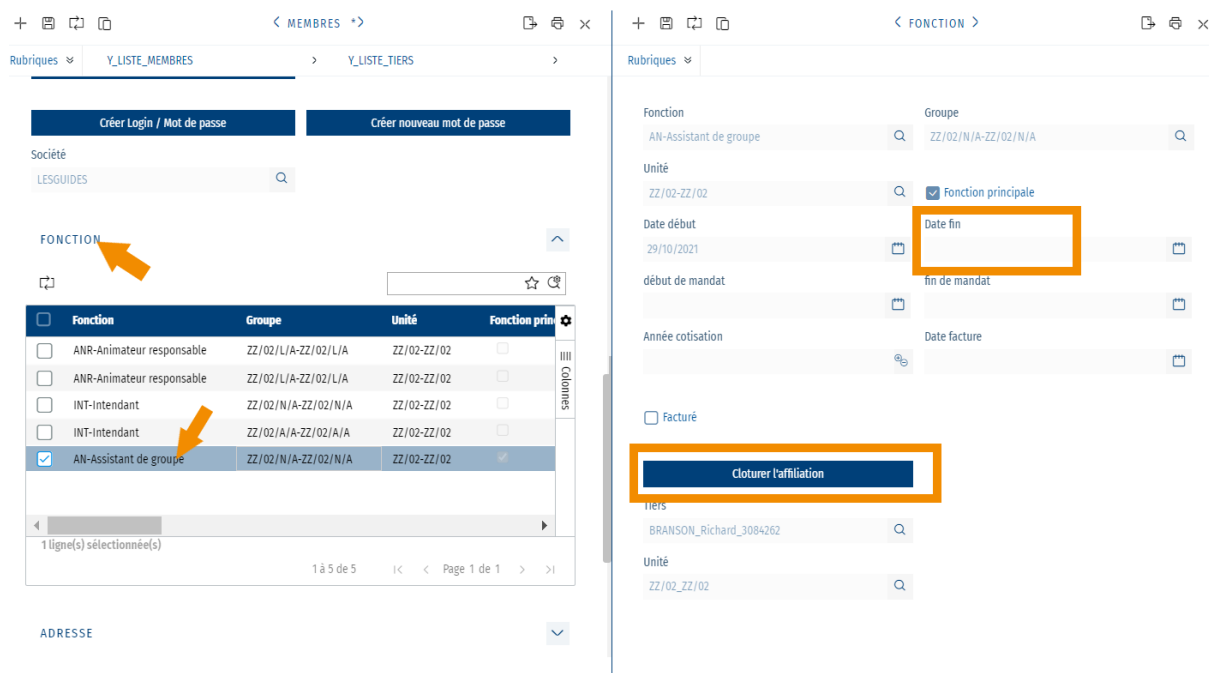 MEMBRES *
Rubriques
Y_LISTE_MEMBRES
Y_LISTE_TIERS
Créer Login / Mot de passe
Créer nouveau mot de passe
Société
LESGUIDES
FONCTION
Fonction Groupe Unité Fonction prin
ANR-Animateur responsable ZZ/02/L/A-ZZ/02/L/A ZZ/02-ZZ/02
ANR-Animateur responsable ZZ/02/L/A-ZZ/02/L/A ZZ/02-ZZ/02
INT-Intendant ZZ/02/N/A-ZZ/02/N/A ZZ/02-ZZ/02
INT-Intendant ZZ/02/A/A-ZZ/02/A/A ZZ/02-ZZ/02
AN-Assistant de groupe ZZ/02/N/A-ZZ/02/N/A ZZ/02-ZZ/02
Colonnes
1 ligne(s) sélectionnée(s)
1 à 5 de 5 Page 1 de 1
ADRESSE
FONCTION
Rubriques
Fonction Groupe
AN-Assistant de groupe ZZ/02/N/A-ZZ/02/N/A
Unité
ZZ/02-ZZ/02 Fonction principale
Date début Date fin
29/10/2021
début de mandat fin de mandat
Année cotisation Date facture
Facturé
Cloturer l'affiliation
Tiers
BRANSON_Richard_3084262
Unité
ZZ/02_ZZ/02